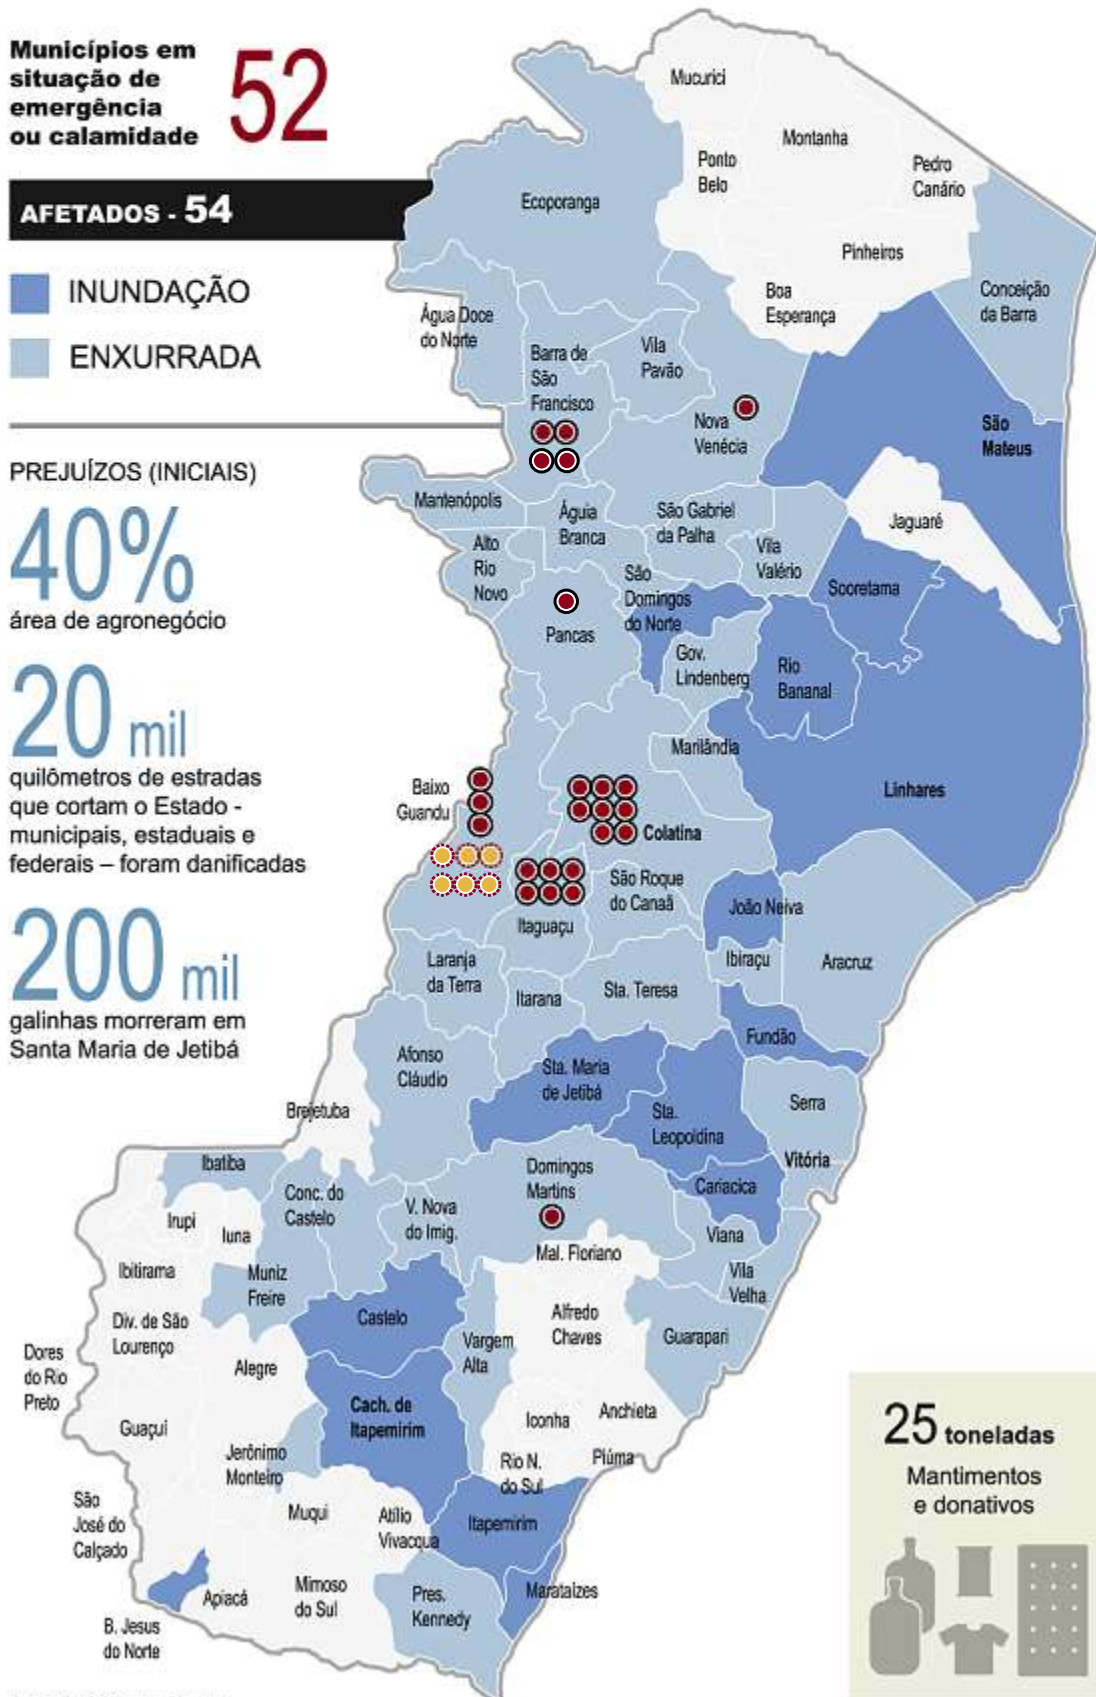 Municípios em
situação de
emergência
ou calamidade
52
AFETADOS - 54
INUNDAÇÃO
ENXURRADA
PREJUÍZOS (INICIAIS)
40%
área de agronegócio
20 mil
quilômetros de estradas
que cortam o Estado -
municipais, estaduais e
federais – foram danificadas
200 mil
galinhas morreram em
Santa Maria de Jetibá
Mucurici
Montanha
Ponto
Belo
Pedro
Canário
Ecoporanga
Pinheiros
Boa
Esperança
Conceição
da Barra
Água Doce
do Norte
Barra de
São
Francisco
Vila
Pavão
Nova
Venécia
São
Mateus
Mantenópolis
Águia
Branca
São Gabriel
da Palha
Jaguaré
Alto
Rio
Novo
Vila
Valério
São
Domingos
do Norte
Sooretama
Pancas
Gov.
Lindenberg
Rio
Bananal
Marilândia
Linhares
Baixo
Guandu
Colatina
São Roque
do Canaã
João Neiva
Itaguaçu
Laranja
da Terra
Itarana
Sta. Teresa
Ibiraçu
Aracruz
Fundão
Afonso
Cláudio
Sta. Maria
de Jetibá
Brejetuba
Sta.
Leopoldina
Serra
Vitória
Ibatiba
Conc. do
Castelo
Domingos
Martins
Cariacica
V. Nova
do Imig.
Irupi
Iuna
Viana
Mal. Floriano
Ibitirama
Muniz
Freire
Vila
Velha
Castelo
Alfredo
Chaves
Guarapari
Div. de São
Lourenço
Vargem
Alta
Dores
do Rio
Preto
Alegre
Cach. de
Itapemirim
Iconha
Anchieta
Guaçuí
Jerônimo
Monteiro
Rio N.
do Sul
Piúma
São
José do
Calçado
Muqui
Atílio
Vivacqua
Itapemirim
Apiacá
Mimoso
do Sul
Pres.
Kennedy
Marataízes
B. Jesus
do Norte
25 toneladas
Mantimentos
e donativos